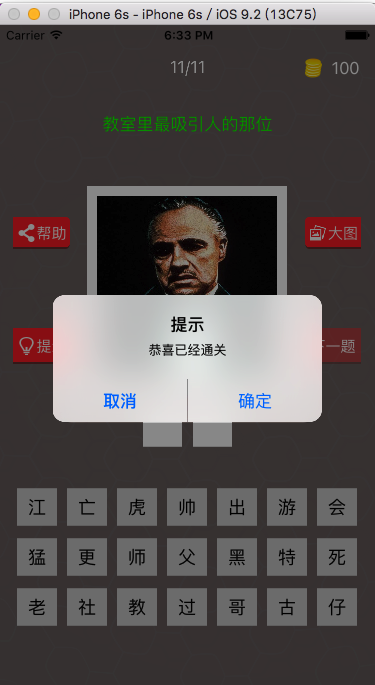 iPhone 6s - iPhone 6s / iOS 9.2 (13C75)
Carrier 6:33 PM
11/11 100
教室里最吸引人的那位
帮助 大图
提 一题
提示
恭喜已经通关
取消 确定
江 亡 虎 帅 出 游 会
猛 更 师 父 黑 特 死
老 社 教 过 哥 古 仔